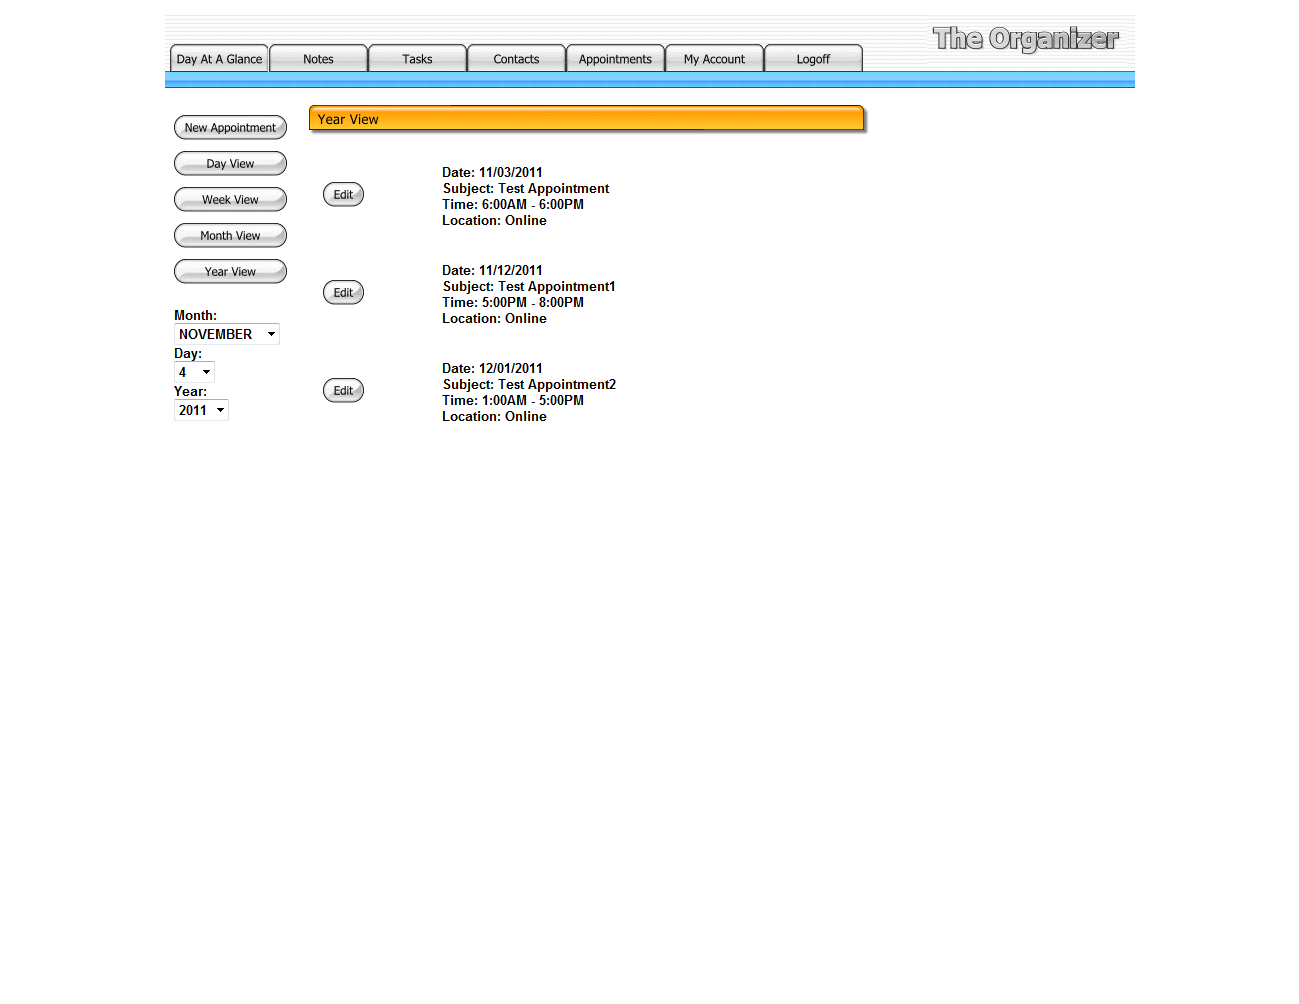 The Organizer
Day At A Glance
Notes
Tasks
Contacts
Appointments
My Account
Logoff
New Appointment
Day View
Week View
Month View
Year View
Month:
NOVEMBER
Day:
4
Year:
2011
Year View
Edit
Date: 11/03/2011
Subject: Test Appointment
Time: 6:00AM - 6:00PM
Location: Online
Edit
Date: 11/12/2011
Subject: Test Appointment1
Time: 5:00PM - 8:00PM
Location: Online
Edit
Date: 12/01/2011
Subject: Test Appointment2
Time: 1:00AM - 5:00PM
Location: Online